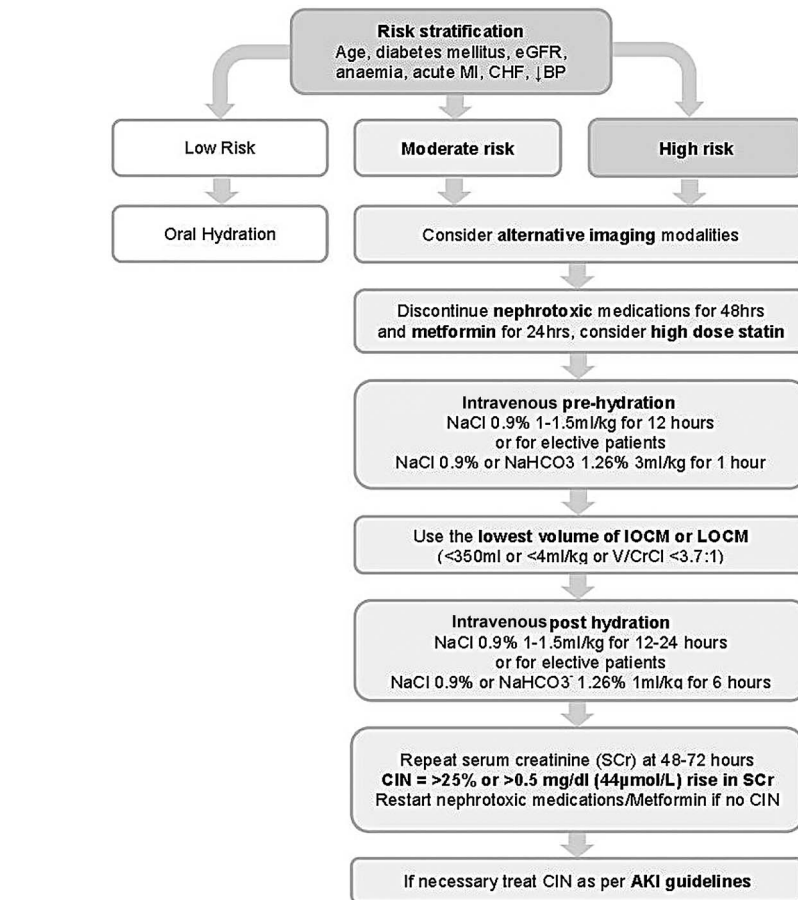 Risk stratification
Age, diabetes mellitus, eGFR,
anaemia, acute MI, CHF, ↓BP
Low Risk
Moderate risk
High risk
Oral Hydration
Consider alternative imaging modalities
Discontinue nephrotoxic medications for 48hrs
and metformin for 24hrs, consider high dose statin
Intravenous pre-hydration
NaCl 0.9% 1-1.5ml/kg for 12 hours
or for elective patients
NaCl 0.9% or NaHCO3 1.26% 3ml/kg for 1 hour
Use the lowest volume of IOCM or LOCM
(<350ml or <4ml/kg or V/CrCl <3.7:1)
Intravenous post hydration
NaCl 0.9% 1-1.5ml/kg for 12-24 hours
or for elective patients
NaCl 0.9% or NaHCO3⁻ 1.26% 1ml/kg for 6 hours
Repeat serum creatinine (SCr) at 48-72 hours
CIN = >25% or >0.5 mg/dl (44µmol/L) rise in SCr
Restart nephrotoxic medications/Metformin if no CIN
If necessary treat CIN as per AKI guidelines